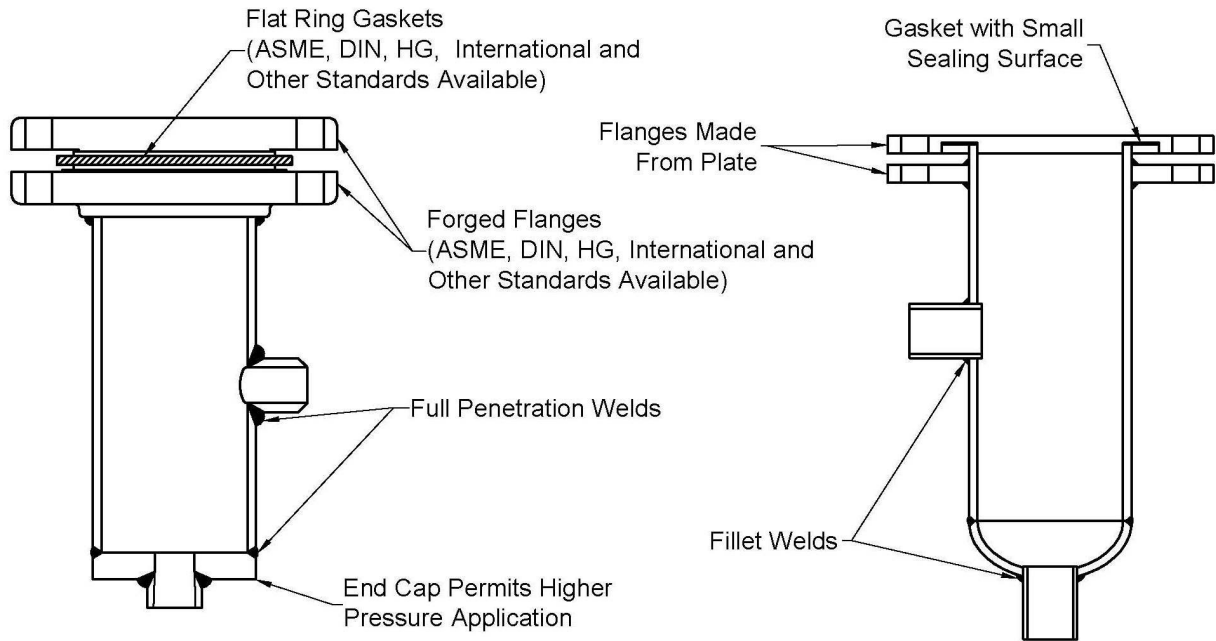 Flat Ring Gaskets
(ASME, DIN, HG,  International and
Other Standards Available)
Forged Flanges
(ASME, DIN, HG, International and
Other Standards Available)
Full Penetration Welds
End Cap Permits Higher
Pressure Application
Gasket with Small
Sealing Surface
Flanges Made
From Plate
Fillet Welds